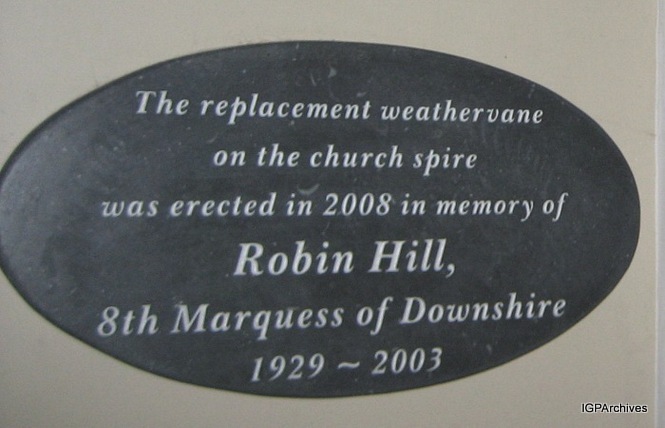 The replacement weathervane
on the church spire
was erected in 2008 in memory of
Robin Hill,
8th Marquess of Downshire
1929 ~ 2003
IGPArchives